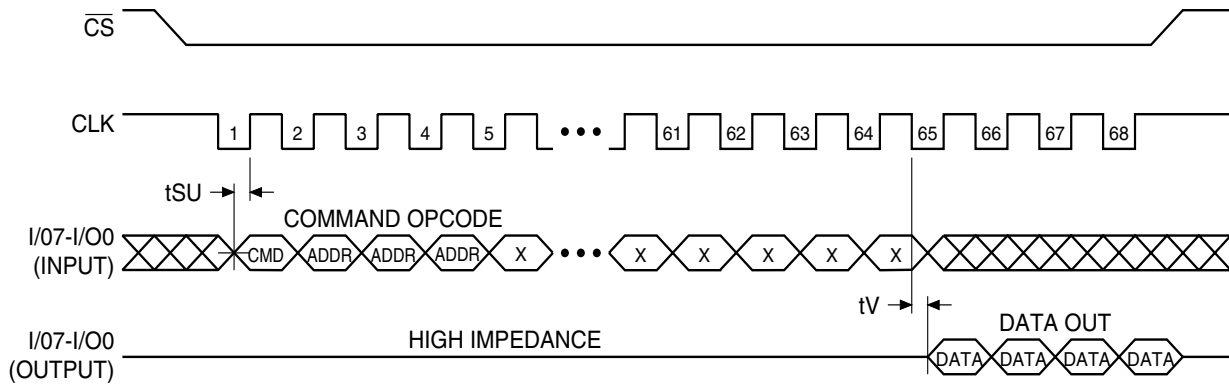 CS
CLK
1 2 3 4 5 ••• 61 62 63 64 65 66 67 68
tSU
COMMAND OPCODE
I/07-I/O0
(INPUT)
CMD ADDR ADDR ADDR X ••• X X X X X
tV
HIGH IMPEDANCE
DATA OUT
I/07-I/O0
(OUTPUT)
DATA DATA DATA DATA